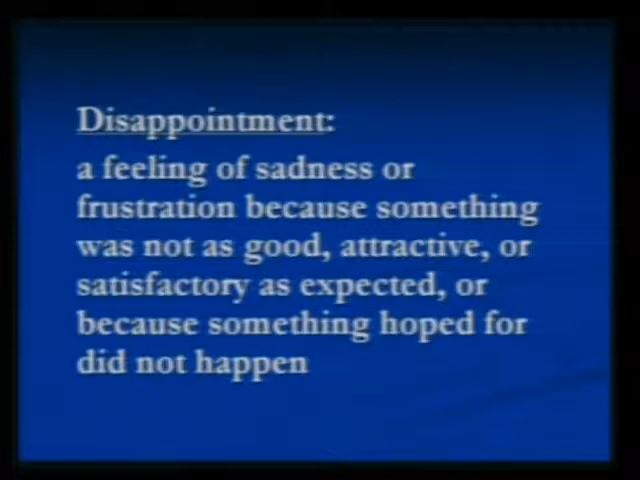 Disappointment:
a feeling of sadness or
frustration because something
was not as good, attractive, or
satisfactory as expected, or
because something hoped for
did not happen